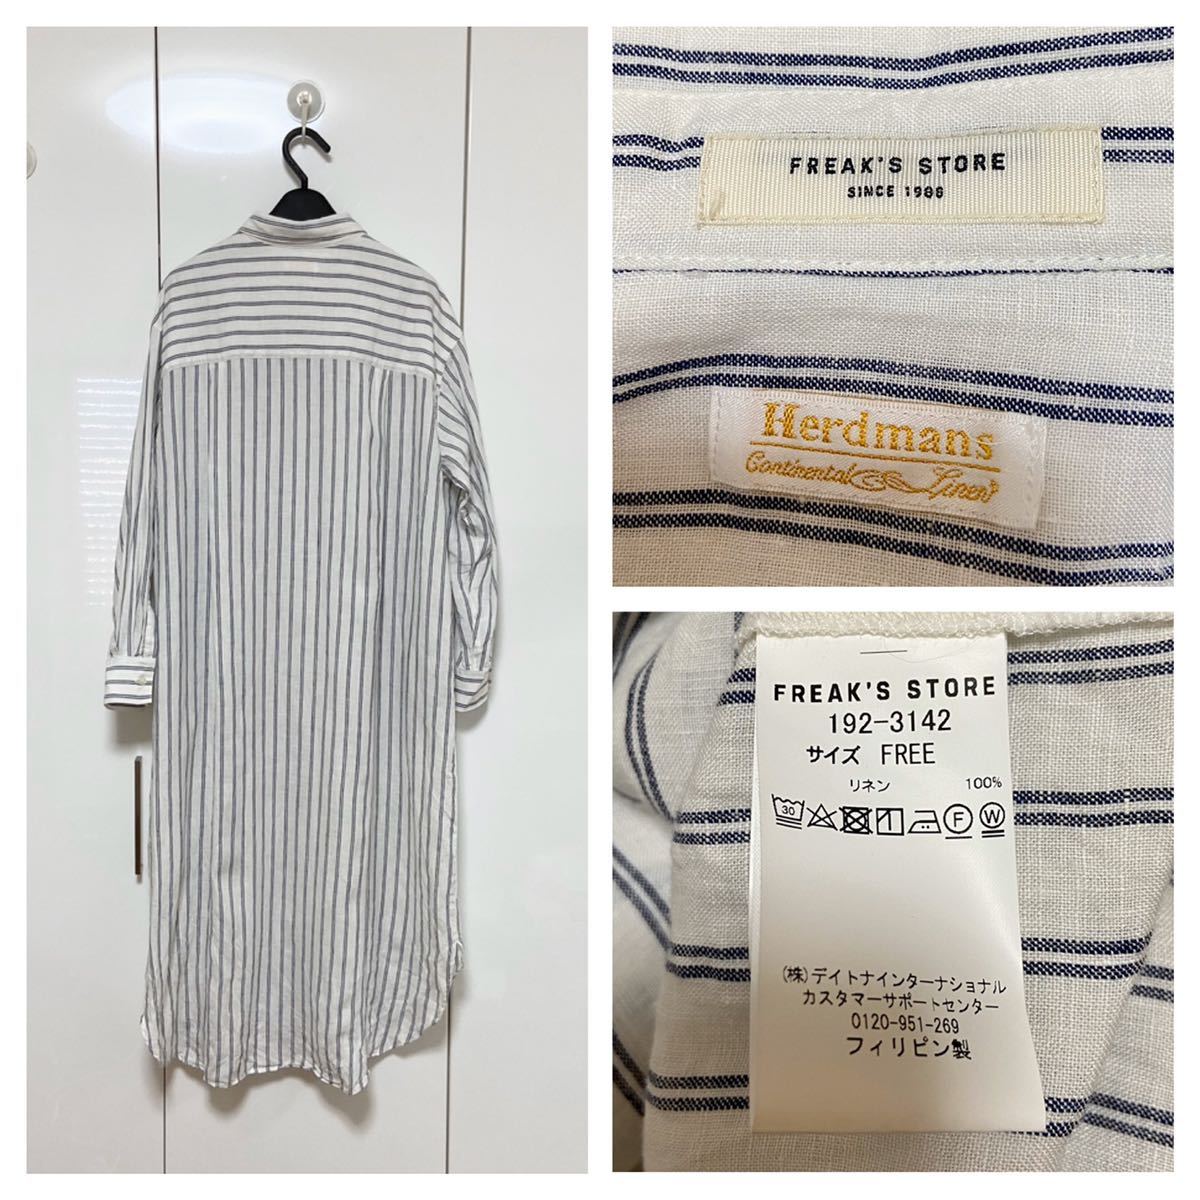 FREAK'S STORE
SINCE 1986
Herdmans
Continental Linen
FREAK'S STORE
192-3142
サイズ FREE
リネン 100%
30 F W
(株)デイトナインターナショナル
カスタマーサポートセンター
0120-951-269
フィリピン製